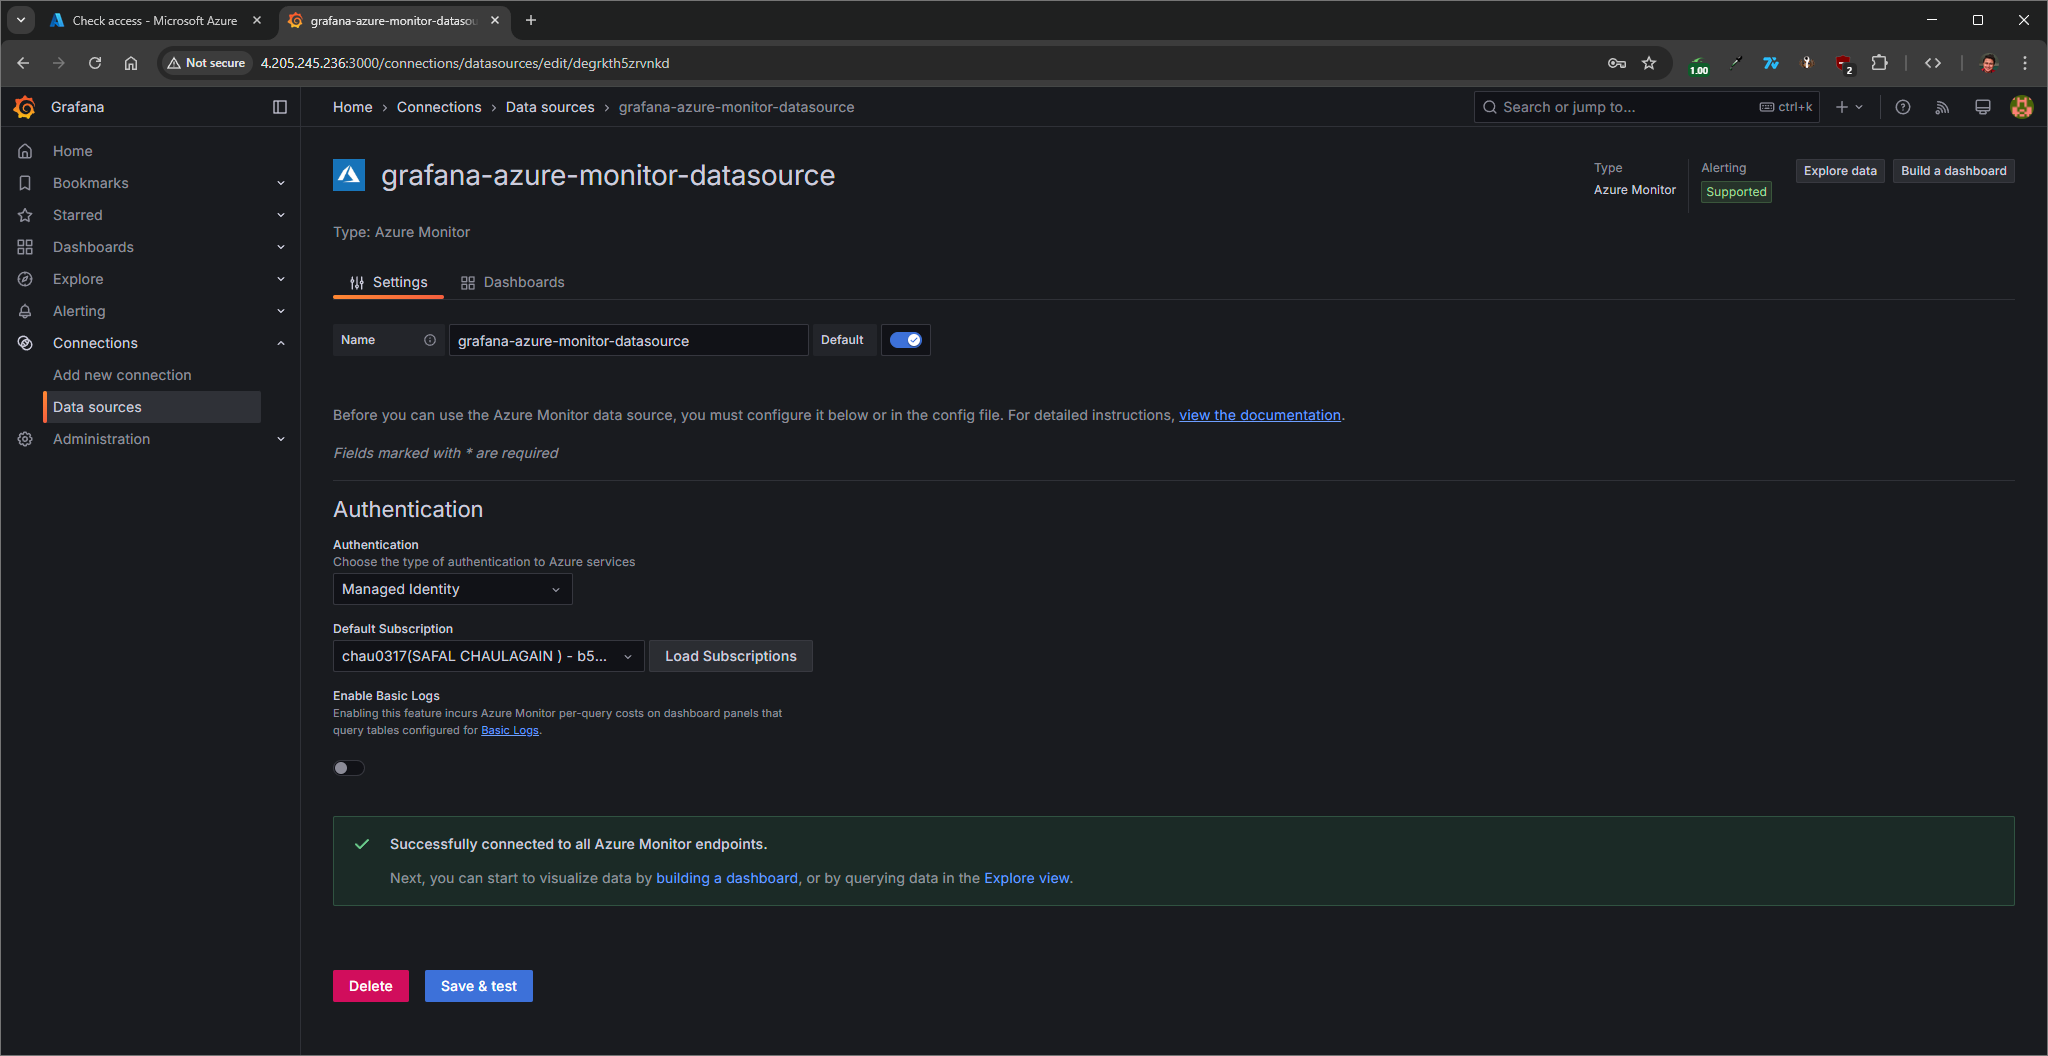 Check access - Microsoft Azure
grafana-azure-monitor-datasou
Not secure
4.205.245.236:3000/connections/datasources/edit/degrkth5zrvnkd
1.00
2
Grafana
Home › Connections › Data sources › grafana-azure-monitor-datasource
Search or jump to...
ctrl+k
Home
Bookmarks
Starred
Dashboards
Explore
Alerting
Connections
Add new connection
Data sources
Administration
grafana-azure-monitor-datasource
Type
Azure Monitor
Alerting
Supported
Explore data
Build a dashboard
Type: Azure Monitor
Settings
Dashboards
Name
grafana-azure-monitor-datasource
Default
Before you can use the Azure Monitor data source, you must configure it below or in the config file. For detailed instructions, view the documentation.
Fields marked with * are required
Authentication
Authentication
Choose the type of authentication to Azure services
Managed Identity
Default Subscription
chau0317(SAFAL CHAULAGAIN ) - b5...
Load Subscriptions
Enable Basic Logs
Enabling this feature incurs Azure Monitor per-query costs on dashboard panels that
query tables configured for Basic Logs.
Successfully connected to all Azure Monitor endpoints.
Next, you can start to visualize data by building a dashboard, or by querying data in the Explore view.
Delete
Save & test